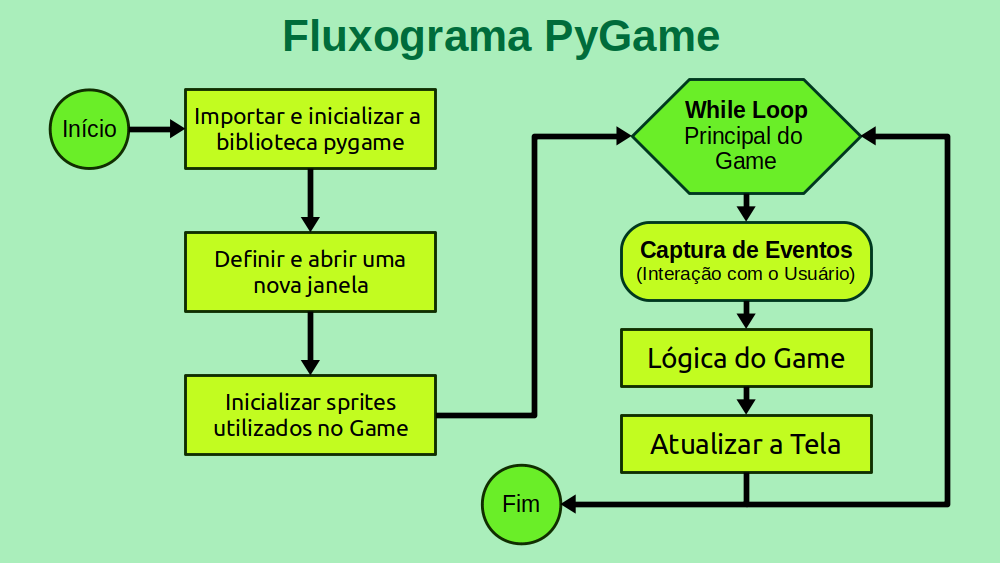 Fluxograma PyGame
Início
Importar e inicializar a
biblioteca pygame
Definir e abrir uma
nova janela
Inicializar sprites
utilizados no Game
While Loop
Principal do
Game
Captura de Eventos
(Interação com o Usuário)
Lógica do Game
Atualizar a Tela
Fim